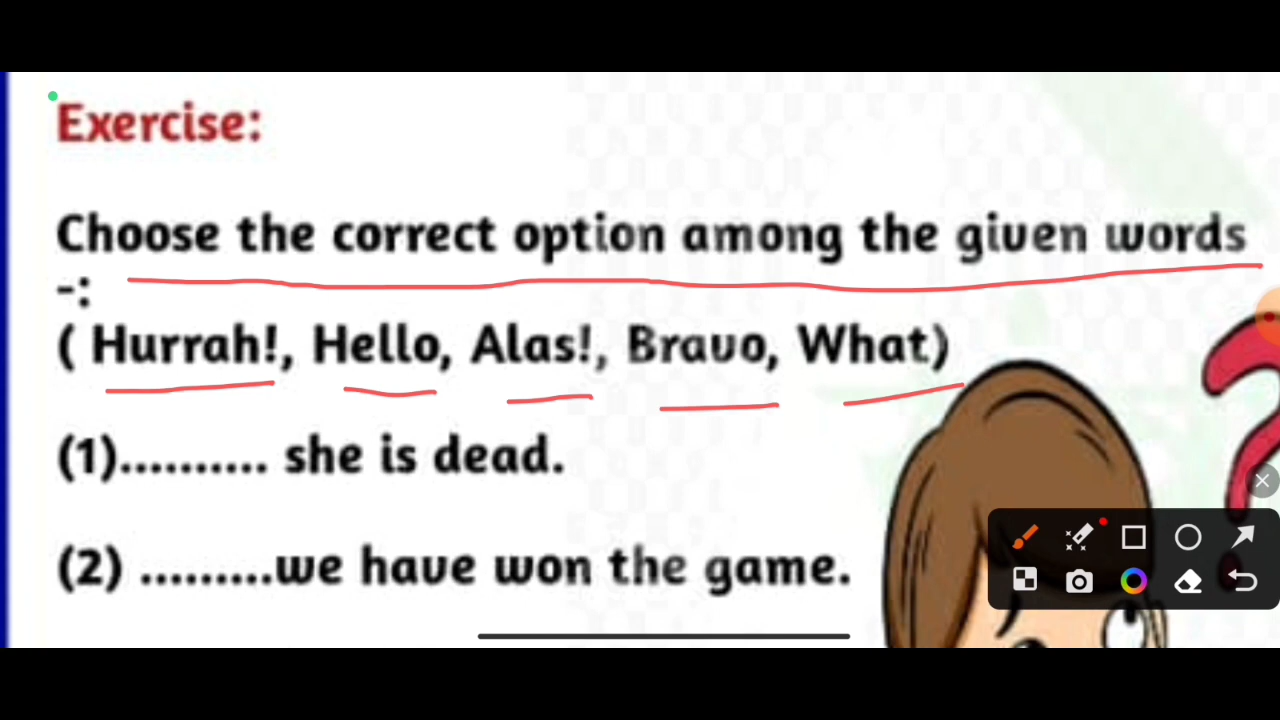 Exercise:
Choose the correct option among the given words
-:
( Hurrah!, Hello, Alas!, Bravo, What)
(1).......... she is dead.
(2) .........we have won the game.